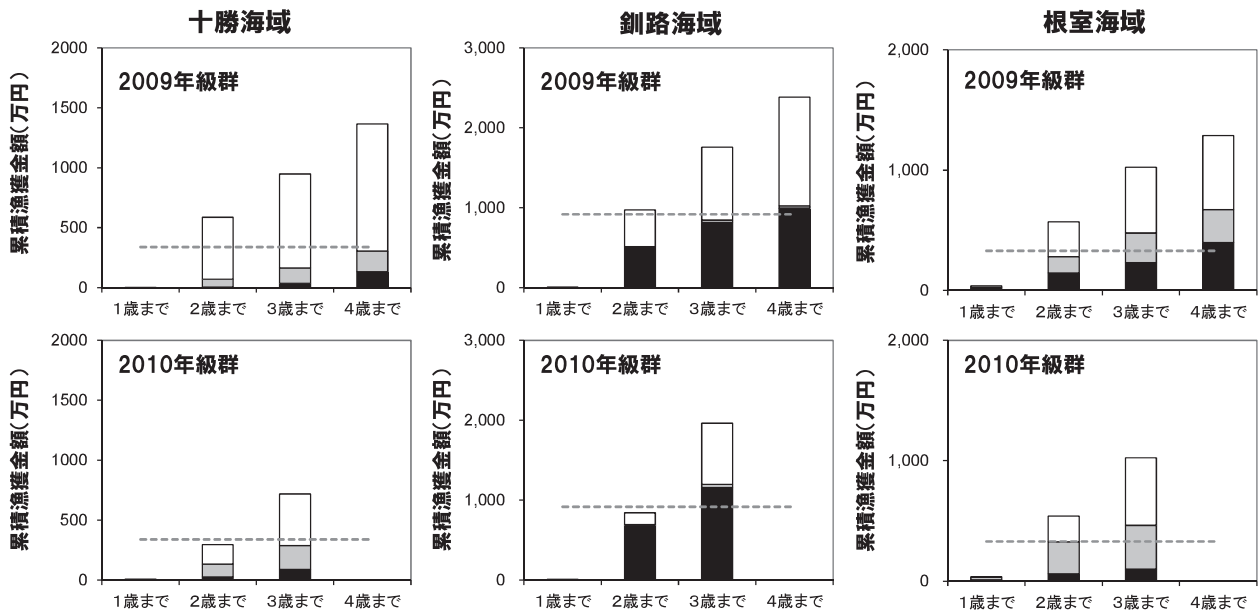 十勝海域
累積漁獲金額(万円)
2009年級群
2000
1500
1000
500
0
1歳まで 2歳まで 3歳まで 4歳まで
釧路海域
累積漁獲金額(万円)
2009年級群
3,000
2,000
1,000
0
1歳まで 2歳まで 3歳まで 4歳まで
根室海域
累積漁獲金額(万円)
2009年級群
2,000
1,000
0
1歳まで 2歳まで 3歳まで 4歳まで
累積漁獲金額(万円)
2010年級群
2000
1500
1000
500
0
1歳まで 2歳まで 3歳まで 4歳まで
累積漁獲金額(万円)
2010年級群
3,000
2,000
1,000
0
1歳まで 2歳まで 3歳まで 4歳まで
累積漁獲金額(万円)
2010年級群
2,000
1,000
0
1歳まで 2歳まで 3歳まで 4歳まで